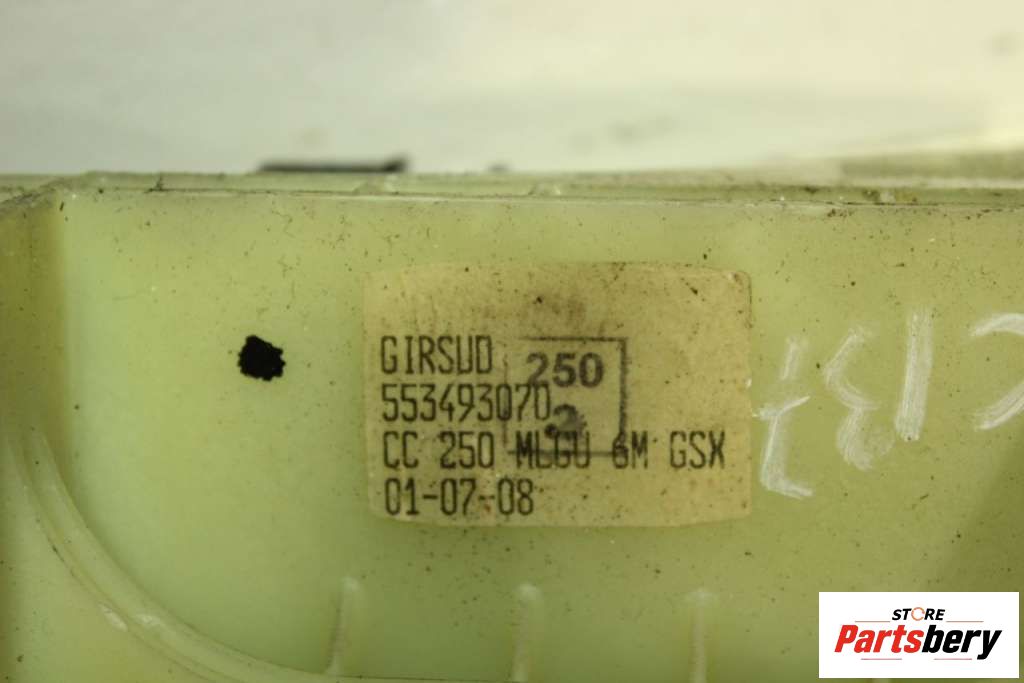 GIRSUD
250
553493070
2
CC 250 MLGU 6M GSX
01-07-08
STORE
Partsbery